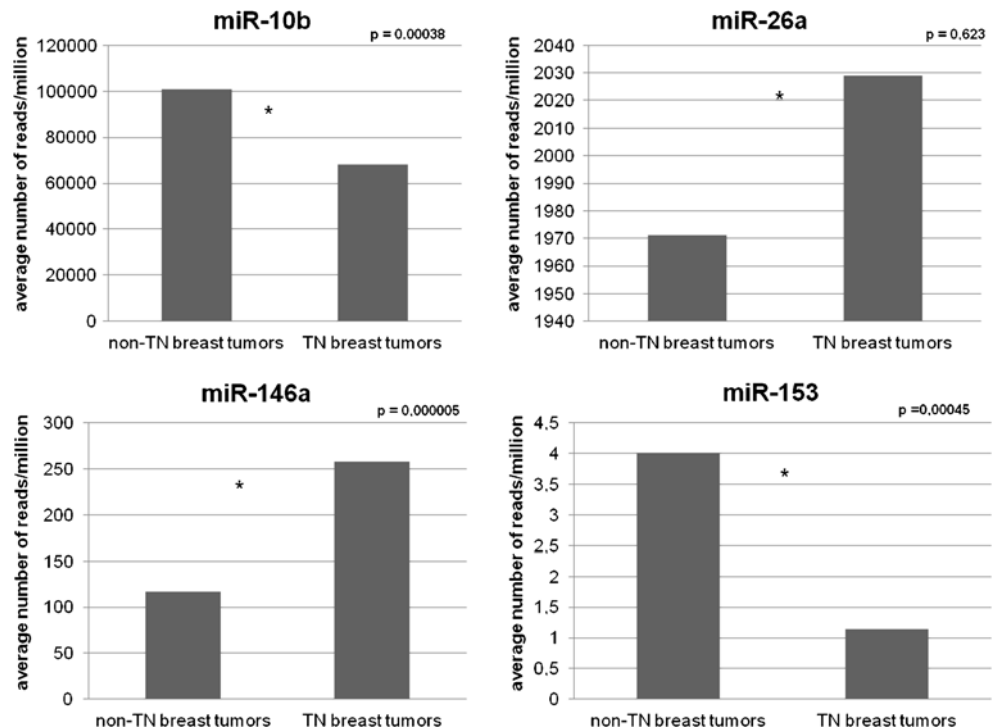 miR-10b
p = 0.00038
average number of reads/million
120000
100000
80000
60000
40000
20000
0
*
non-TN breast tumors TN breast tumors
miR-26a
p = 0,623
average number of reads/million
2040
2030
2020
2010
2000
1990
1980
1970
1960
1950
1940
*
non-TN breast tumors TN breast tumors
miR-146a
p = 0,000005
average number of reads/million
300
250
200
150
100
50
0
*
non-TN breast tumors TN breast tumors
miR-153
p =0,00045
average number of reads/million
4.5
4
3.5
3
2.5
2
1.5
1
0.5
0
*
non-TN breast tumors TN breast tumors